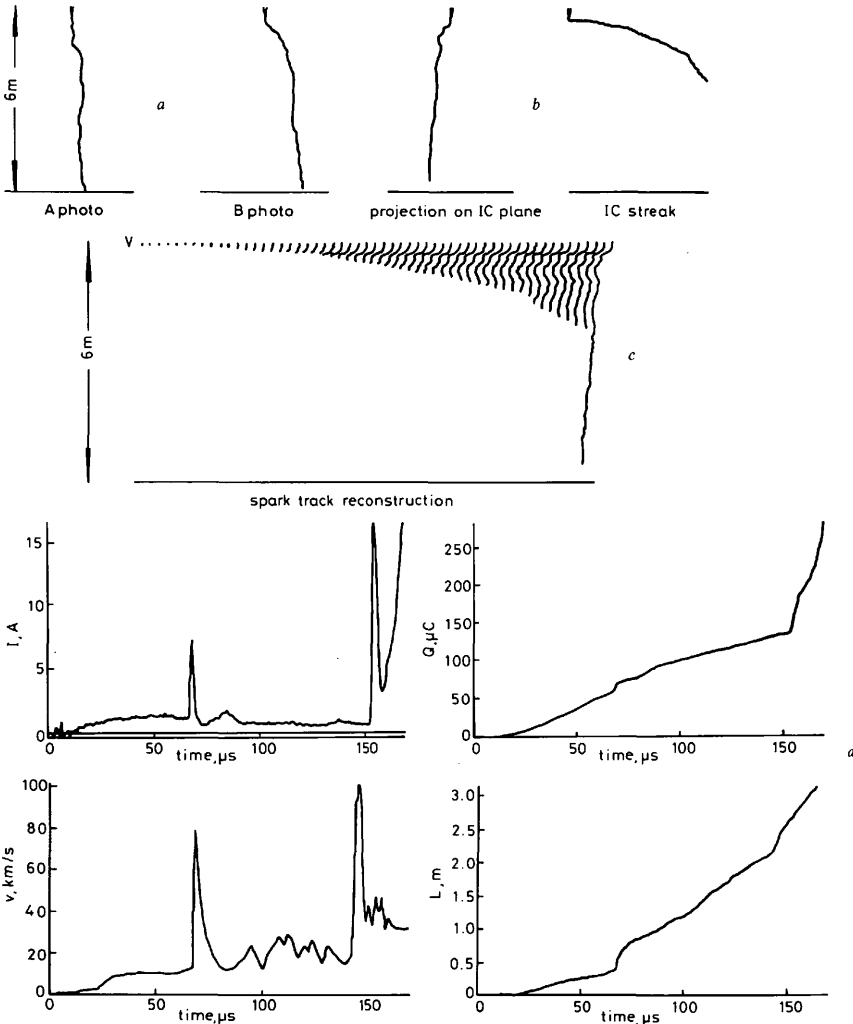 6m
a
b
A photo
B photo
projection on IC plane
IC streak
V
6m
c
spark track reconstruction
I, A
15
10
5
0
50
100
150
time, μs
Q, μC
250
200
150
100
50
0
0
50
100
150
time, μs
d
v, km/s
100
80
60
40
20
0
0
50
100
150
time, μs
L, m
3.0
2.5
2.0
1.5
1.0
0.5
0
0
50
100
150
time, μs